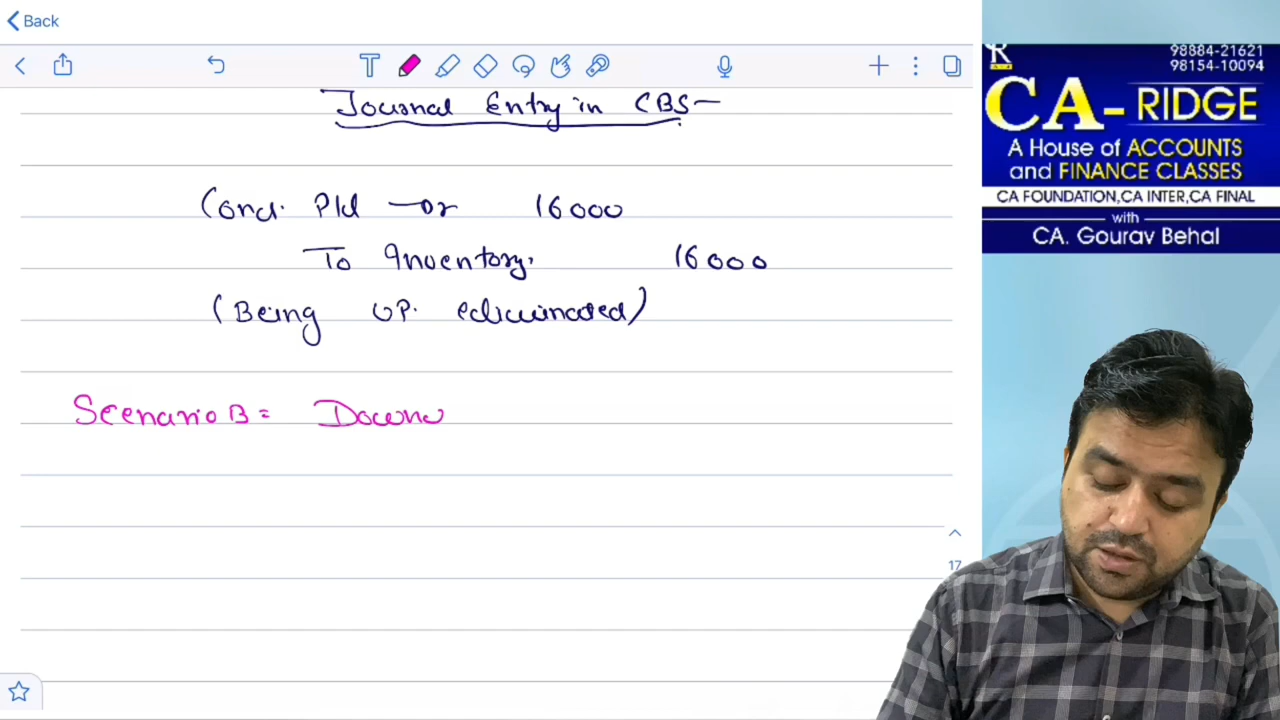 Back
Journal Entry in CBS-
Cond. P/d - Dr 16000
To Inventory. 16000
(Being UP. eliminated)
Scenario B = Down
17
R
98884-21621
98154-10094
CA- RIDGE
A House of ACCOUNTS
and FINANCE CLASSES
CA FOUNDATION,CA INTER,CA FINAL
with
CA. Gourav Behal